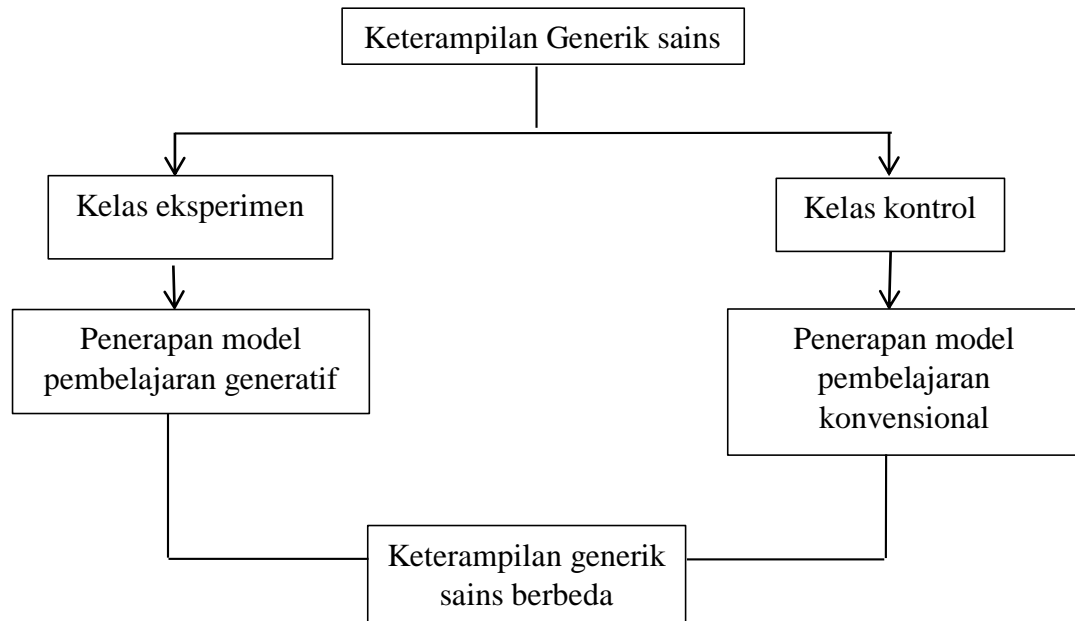 Keterampilan Generik sains
Kelas eksperimen
Kelas kontrol
Penerapan model
pembelajaran generatif
Penerapan model
pembelajaran
konvensional
Keterampilan generik
sains berbeda